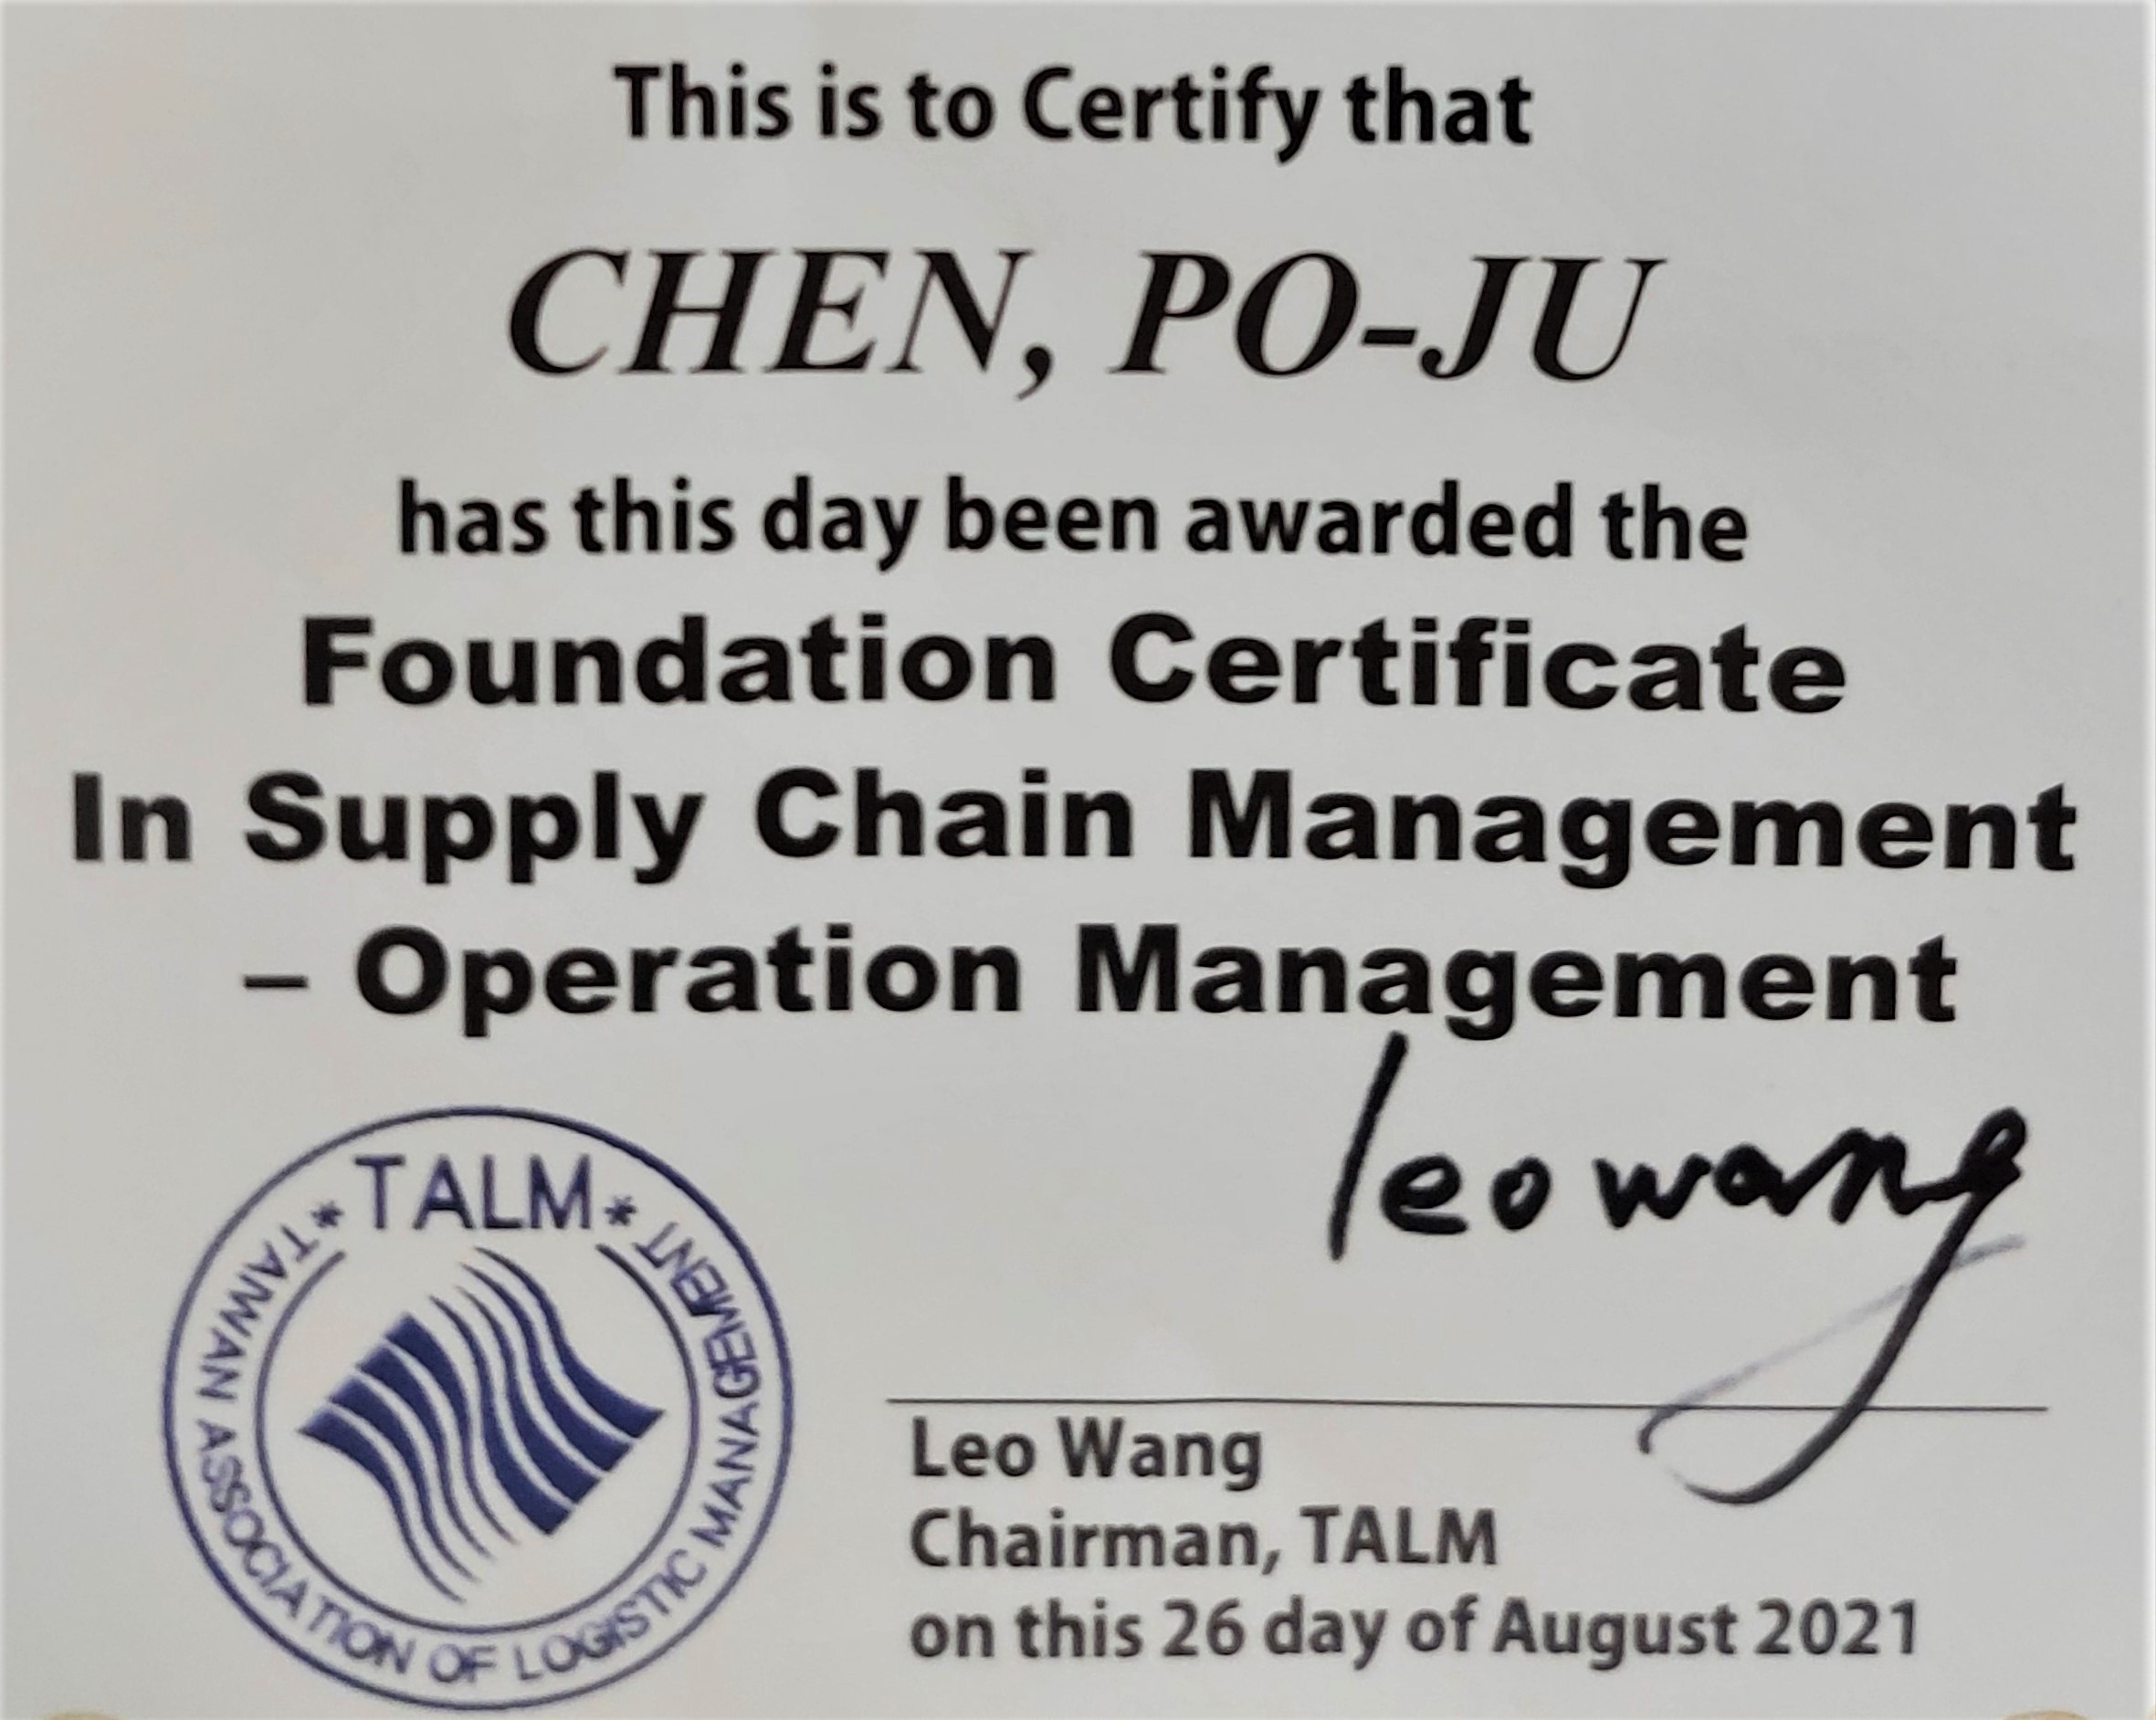 This is to Certify that
CHEN, PO-JU
has this day been awarded the
Foundation Certificate
In Supply Chain Management
– Operation Management
leo wang
* TALM *
TAIWAN ASSOCIATION OF LOGISTIC MANAGEMENT
Leo Wang
Chairman, TALM
on this 26 day of August 2021